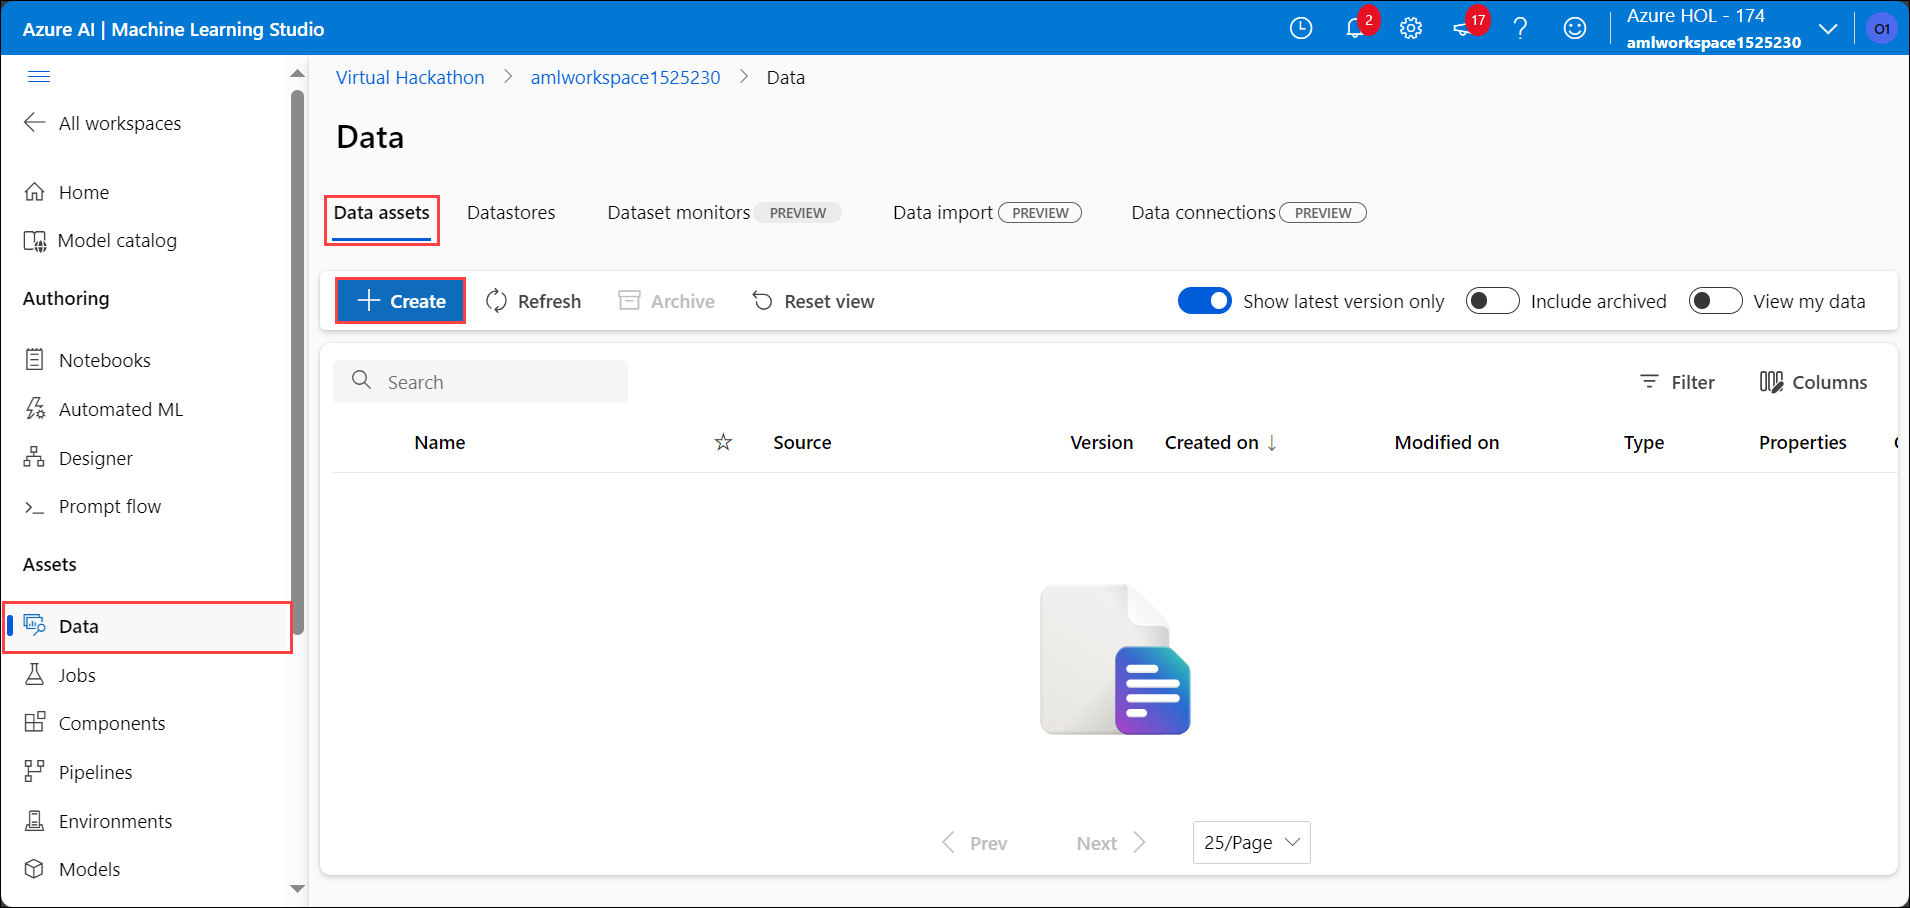 Azure AI | Machine Learning Studio
2
17
Azure HOL - 174
amlworkspace1525230
O1
All workspaces
Home
Model catalog
Authoring
Notebooks
Automated ML
Designer
Prompt flow
Assets
Data
Jobs
Components
Pipelines
Environments
Models
Virtual Hackathon > amlworkspace1525230 > Data
Data
Data assets Datastores Dataset monitors PREVIEW Data import PREVIEW Data connections PREVIEW
Create Refresh Archive Reset view Show latest version only Include archived View my data
Search Filter Columns
Name Source Version Created on ↓ Modified on Type Properties
Prev Next 25/Page